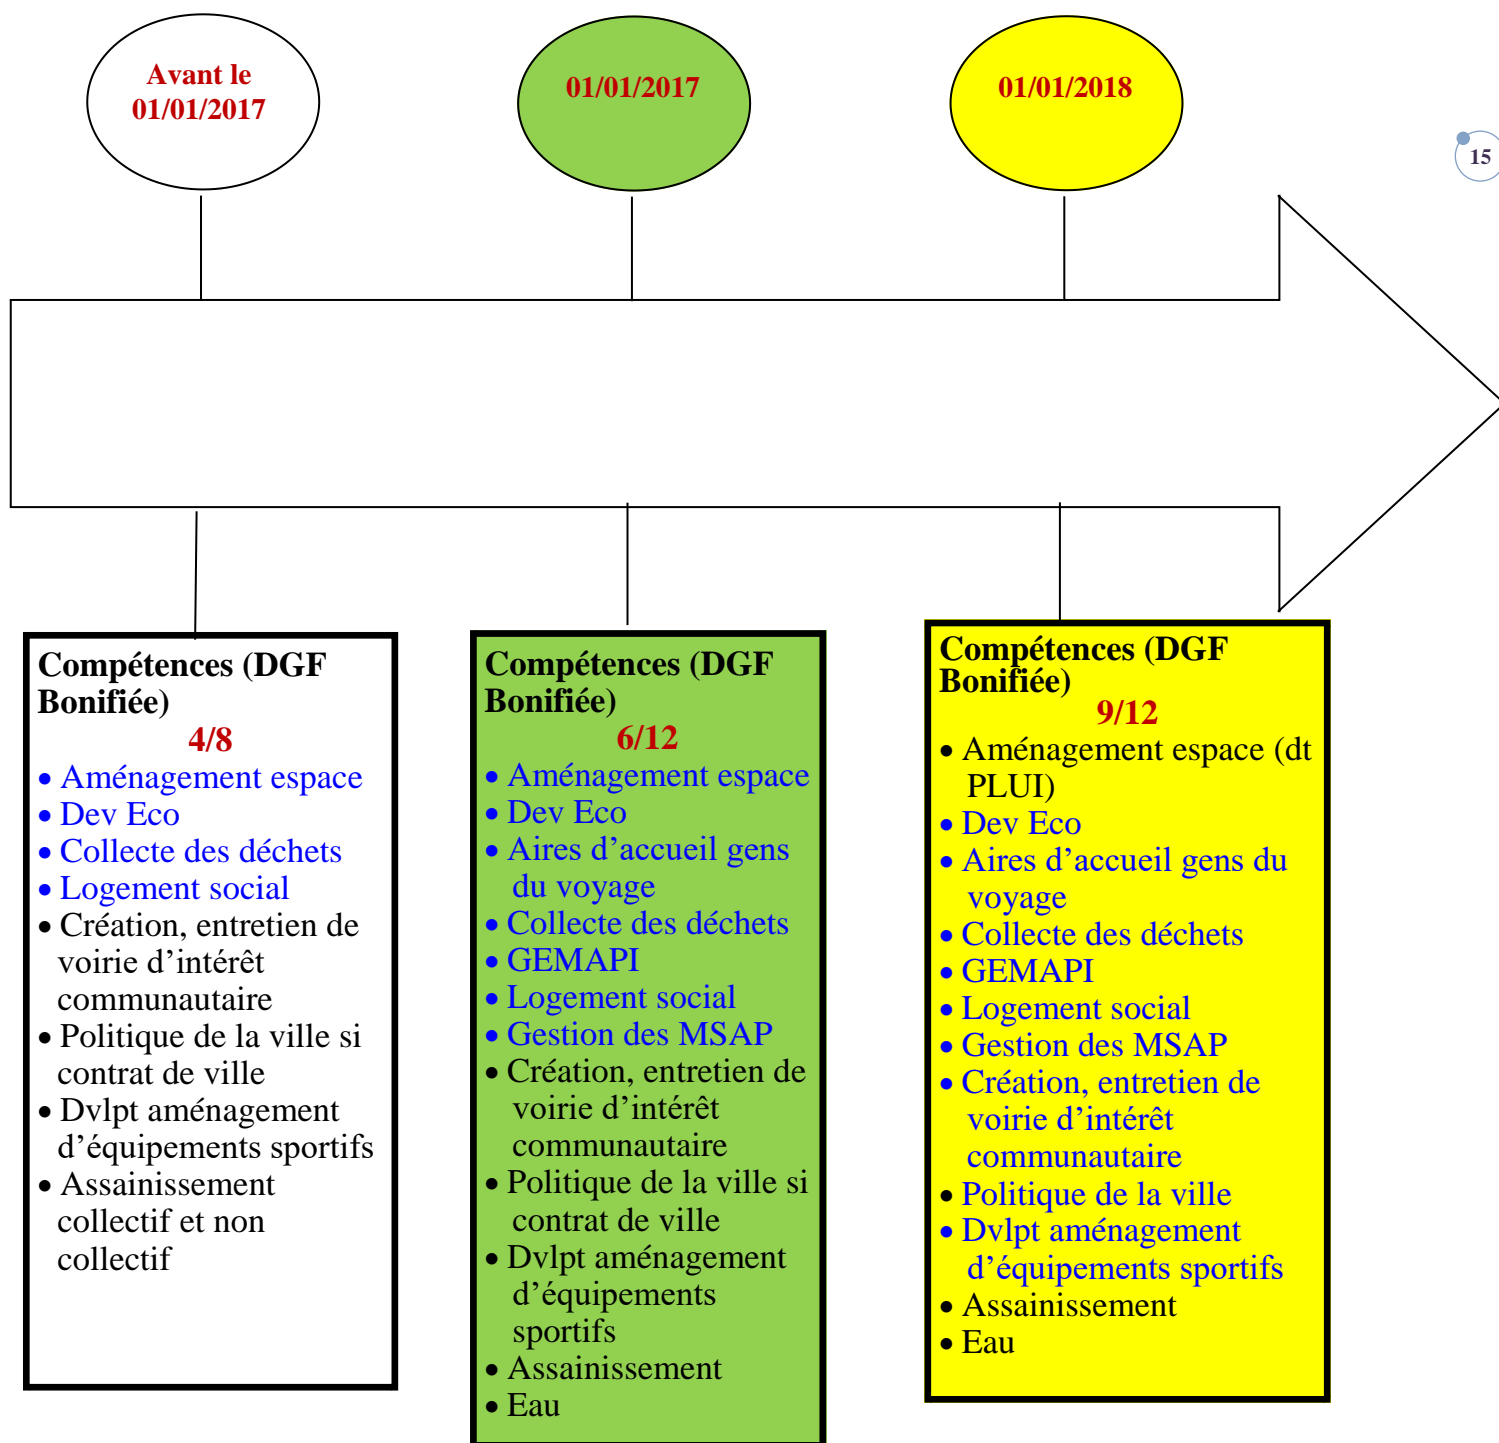 Avant le
01/01/2017
01/01/2017
01/01/2018
15
Compétences (DGF
Bonifiée)
4/8
• Aménagement espace
• Dev Eco
• Collecte des déchets
• Logement social
• Création, entretien de
voirie d’intérêt
communautaire
• Politique de la ville si
contrat de ville
• Dvlpt aménagement
d’équipements sportifs
• Assainissement
collectif et non
collectif
Compétences (DGF
Bonifiée)
6/12
• Aménagement espace
• Dev Eco
• Aires d’accueil gens
du voyage
• Collecte des déchets
• GEMAPI
• Logement social
• Gestion des MSAP
• Création, entretien de
voirie d’intérêt
communautaire
• Politique de la ville si
contrat de ville
• Dvlpt aménagement
d’équipements
sportifs
• Assainissement
• Eau
Compétences (DGF
Bonifiée)
9/12
• Aménagement espace (dt
PLUI)
• Dev Eco
• Aires d’accueil gens du
voyage
• Collecte des déchets
• GEMAPI
• Logement social
• Gestion des MSAP
• Création, entretien de
voirie d’intérêt
communautaire
• Politique de la ville
• Dvlpt aménagement
d’équipements sportifs
• Assainissement
• Eau